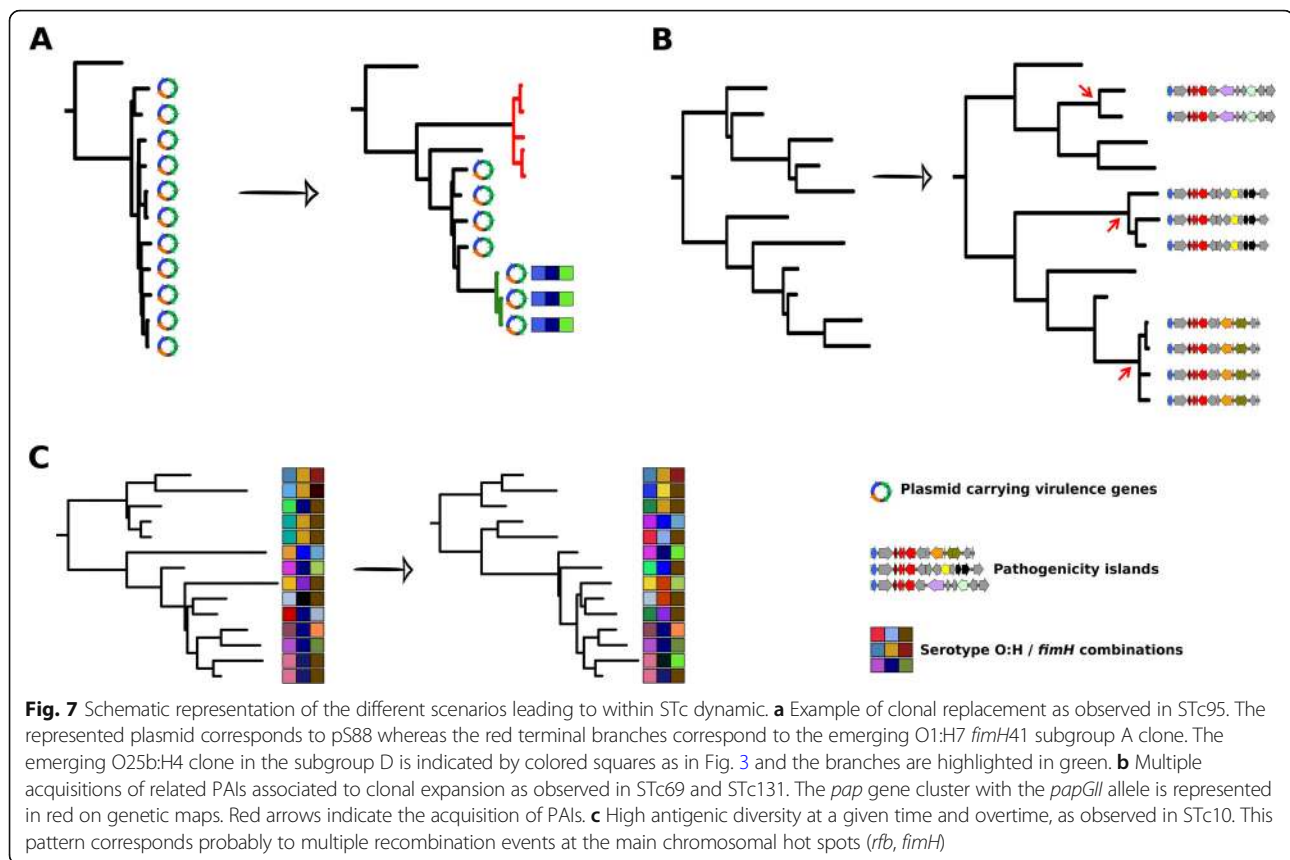 A
B
C
Plasmid carrying virulence genes
Pathogenicity islands
Serotype O:H / fimH combinations
Fig. 7 Schematic representation of the different scenarios leading to within STc dynamic. a Example of clonal replacement as observed in STc95. The
represented plasmid corresponds to pS88 whereas the red terminal branches correspond to the emerging O1:H7 fimH41 subgroup A clone. The
emerging O25b:H4 clone in the subgroup D is indicated by colored squares as in Fig. 3 and the branches are highlighted in green. b Multiple
acquisitions of related PAIs associated to clonal expansion as observed in STc69 and STc131. The pap gene cluster with the papGII allele is represented
in red on genetic maps. Red arrows indicate the acquisition of PAIs. c High antigenic diversity at a given time and overtime, as observed in STc10. This
pattern corresponds probably to multiple recombination events at the main chromosomal hot spots (rfb, fimH)